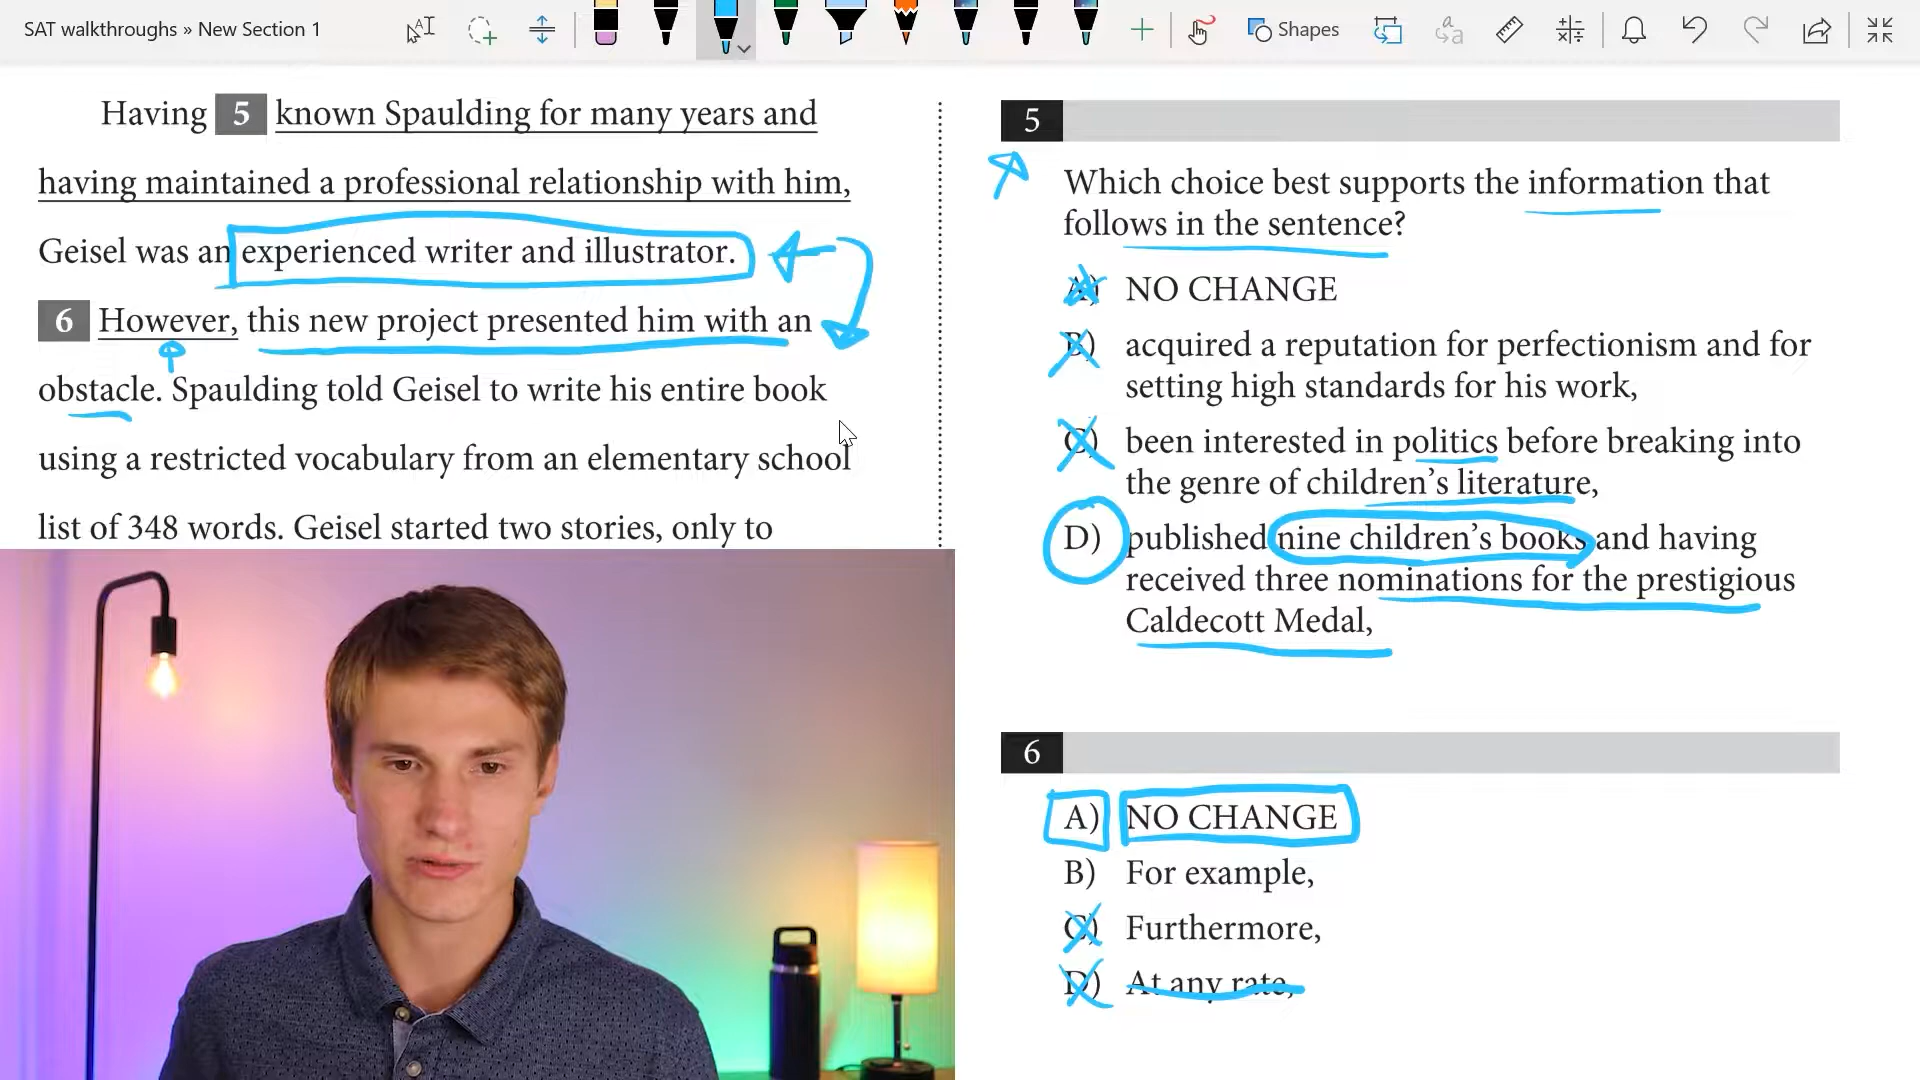 SAT walkthroughs » New Section 1
Shapes
Having 5 known Spaulding for many years and
having maintained a professional relationship with him,
Geisel was an experienced writer and illustrator.
6 However, this new project presented him with an
obstacle. Spaulding told Geisel to write his entire book
using a restricted vocabulary from an elementary school
list of 348 words. Geisel started two stories, only to
5
Which choice best supports the information that
follows in the sentence?
A) NO CHANGE
B) acquired a reputation for perfectionism and for
setting high standards for his work,
C) been interested in politics before breaking into
the genre of children’s literature,
D) published nine children’s books and having
received three nominations for the prestigious
Caldecott Medal,
6
A) NO CHANGE
B) For example,
C) Furthermore,
D) At any rate,